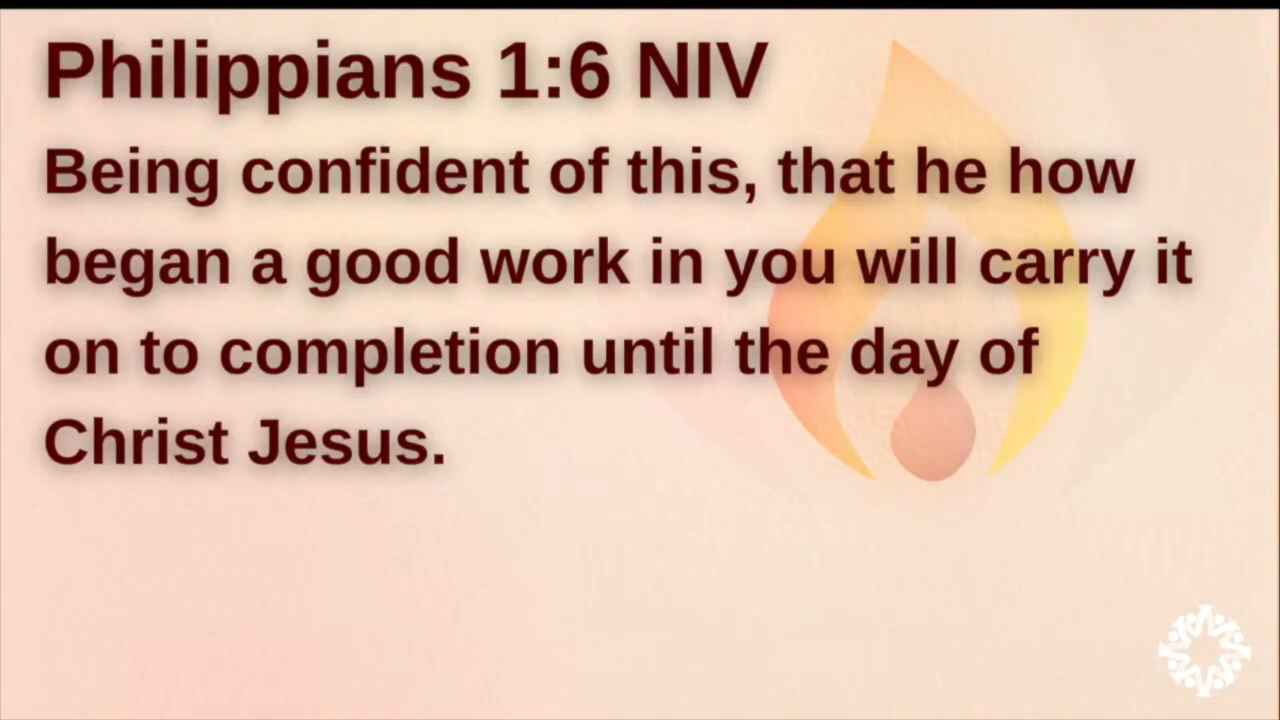 Philippians 1:6 NIV
Being confident of this, that he how
began a good work in you will carry it
on to completion until the day of
Christ Jesus.